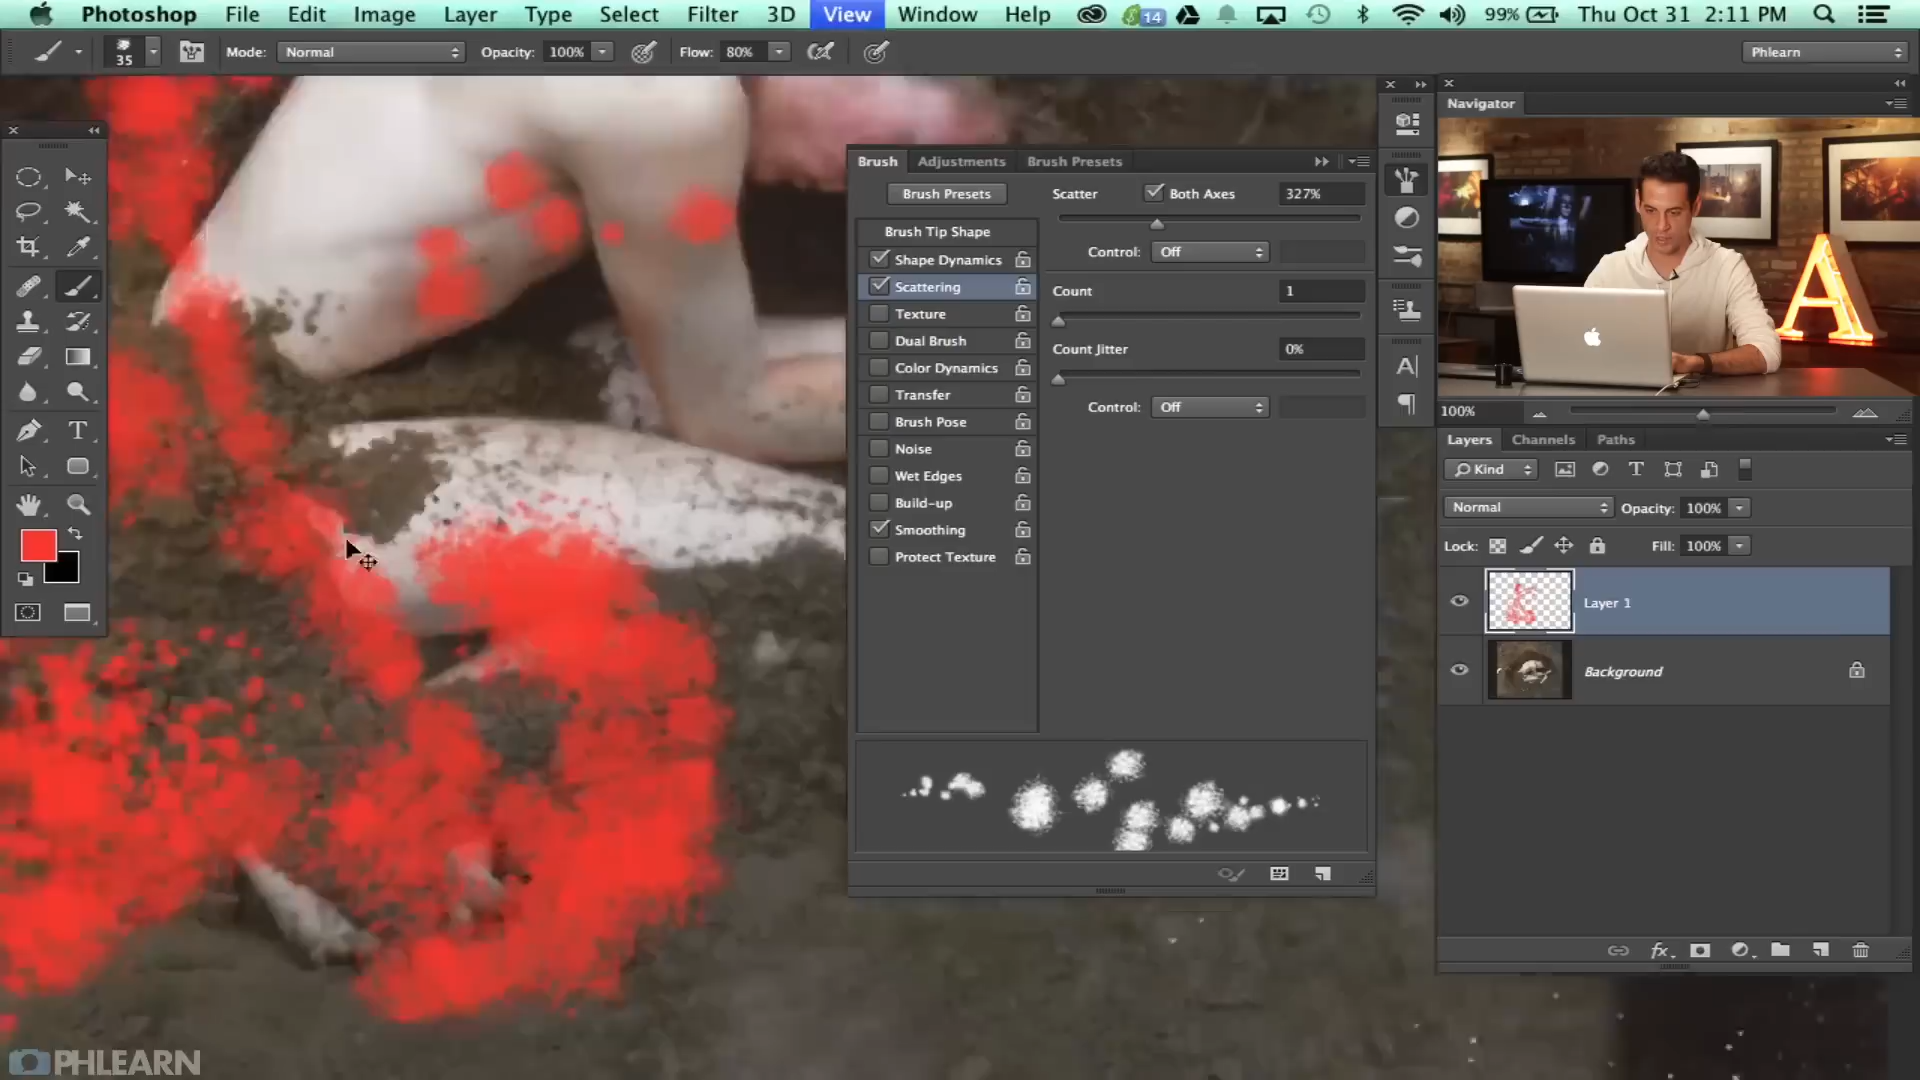 Photoshop File Edit Image Layer Type Select Filter 3D View Window Help 14 99% Thu Oct 31 2:11 PM
35 Mode: Normal Opacity: 100% Flow: 80% Phlearn
Navigator
100%
Brush Adjustments Brush Presets
Brush Presets
Brush Tip Shape
Shape Dynamics
Scattering
Texture
Dual Brush
Color Dynamics
Transfer
Brush Pose
Noise
Wet Edges
Build-up
Smoothing
Protect Texture
Scatter Both Axes 327%
Control: Off
Count 1
Count Jitter 0%
Control: Off
Layers Channels Paths
Kind
Normal Opacity: 100%
Lock: Fill: 100%
Layer 1
Background
A
PHLEARN